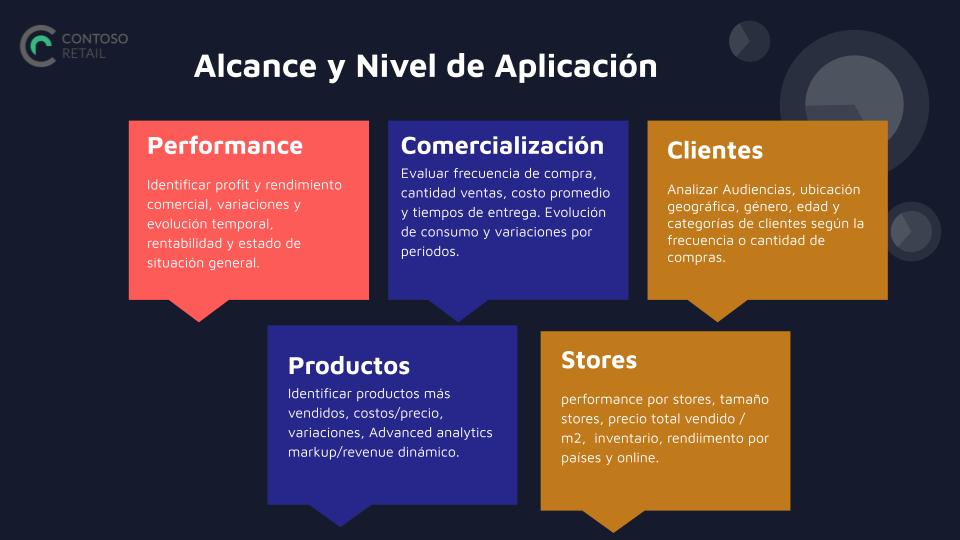 CONTOSO
RETAIL
Alcance y Nivel de Aplicación
Performance
Identificar profit y rendimiento
comercial, variaciones y
evolución temporal,
rentabilidad y estado de
situación general.
Comercialización
Evaluar frecuencia de compra,
cantidad ventas, costo promedio
y tiempos de entrega. Evolución
de consumo y variaciones por
periodos.
Clientes
Analizar Audiencias, ubicación
geográfica, género, edad y
categorías de clientes según la
frecuencia o cantidad de
compras.
Productos
Identificar productos más
vendidos, costos/precio,
variaciones, Advanced analytics
markup/revenue dinámico.
Stores
performance por stores, tamaño
stores, precio total vendido /
m2, inventario, rendiimento por
países y online.